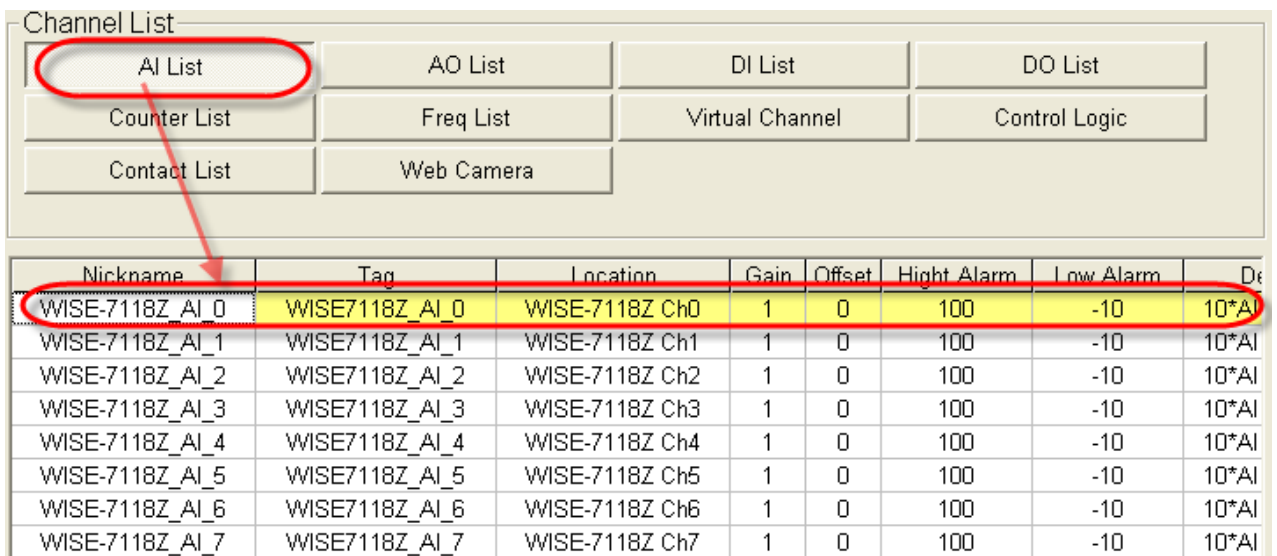 Channel List
AI List AO List DI List DO List
Counter List Freq List Virtual Channel Control Logic
Contact List Web Camera
Nickname Tag Location Gain Offset Hight Alarm Low Alarm De
WISE-7118Z_AI_0 WISE7118Z_AI_0 WISE-7118Z Ch0 1 0 100 -10 10*AI
WISE-7118Z_AI_1 WISE7118Z_AI_1 WISE-7118Z Ch1 1 0 100 -10 10*AI
WISE-7118Z_AI_2 WISE7118Z_AI_2 WISE-7118Z Ch2 1 0 100 -10 10*AI
WISE-7118Z_AI_3 WISE7118Z_AI_3 WISE-7118Z Ch3 1 0 100 -10 10*AI
WISE-7118Z_AI_4 WISE7118Z_AI_4 WISE-7118Z Ch4 1 0 100 -10 10*AI
WISE-7118Z_AI_5 WISE7118Z_AI_5 WISE-7118Z Ch5 1 0 100 -10 10*AI
WISE-7118Z_AI_6 WISE7118Z_AI_6 WISE-7118Z Ch6 1 0 100 -10 10*AI
WISE-7118Z_AI_7 WISE7118Z_AI_7 WISE-7118Z Ch7 1 0 100 -10 10*AI